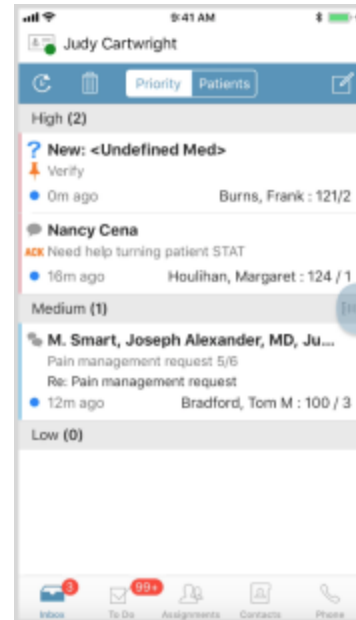 9:41 AM
Judy Cartwright
Priority Patients
High (2)
New: <Undefined Med>
Verify
0m ago Burns, Frank : 121/2
Nancy Cena
ACK Need help turning patient STAT
16m ago Houlihan, Margaret : 124 / 1
Medium (1)
M. Smart, Joseph Alexander, MD, Ju...
Pain management request 5/6
Re: Pain management request
12m ago Bradford, Tom M : 100 / 3
Low (0)
3 99+
Inbox To Do Assignments Contacts Phone